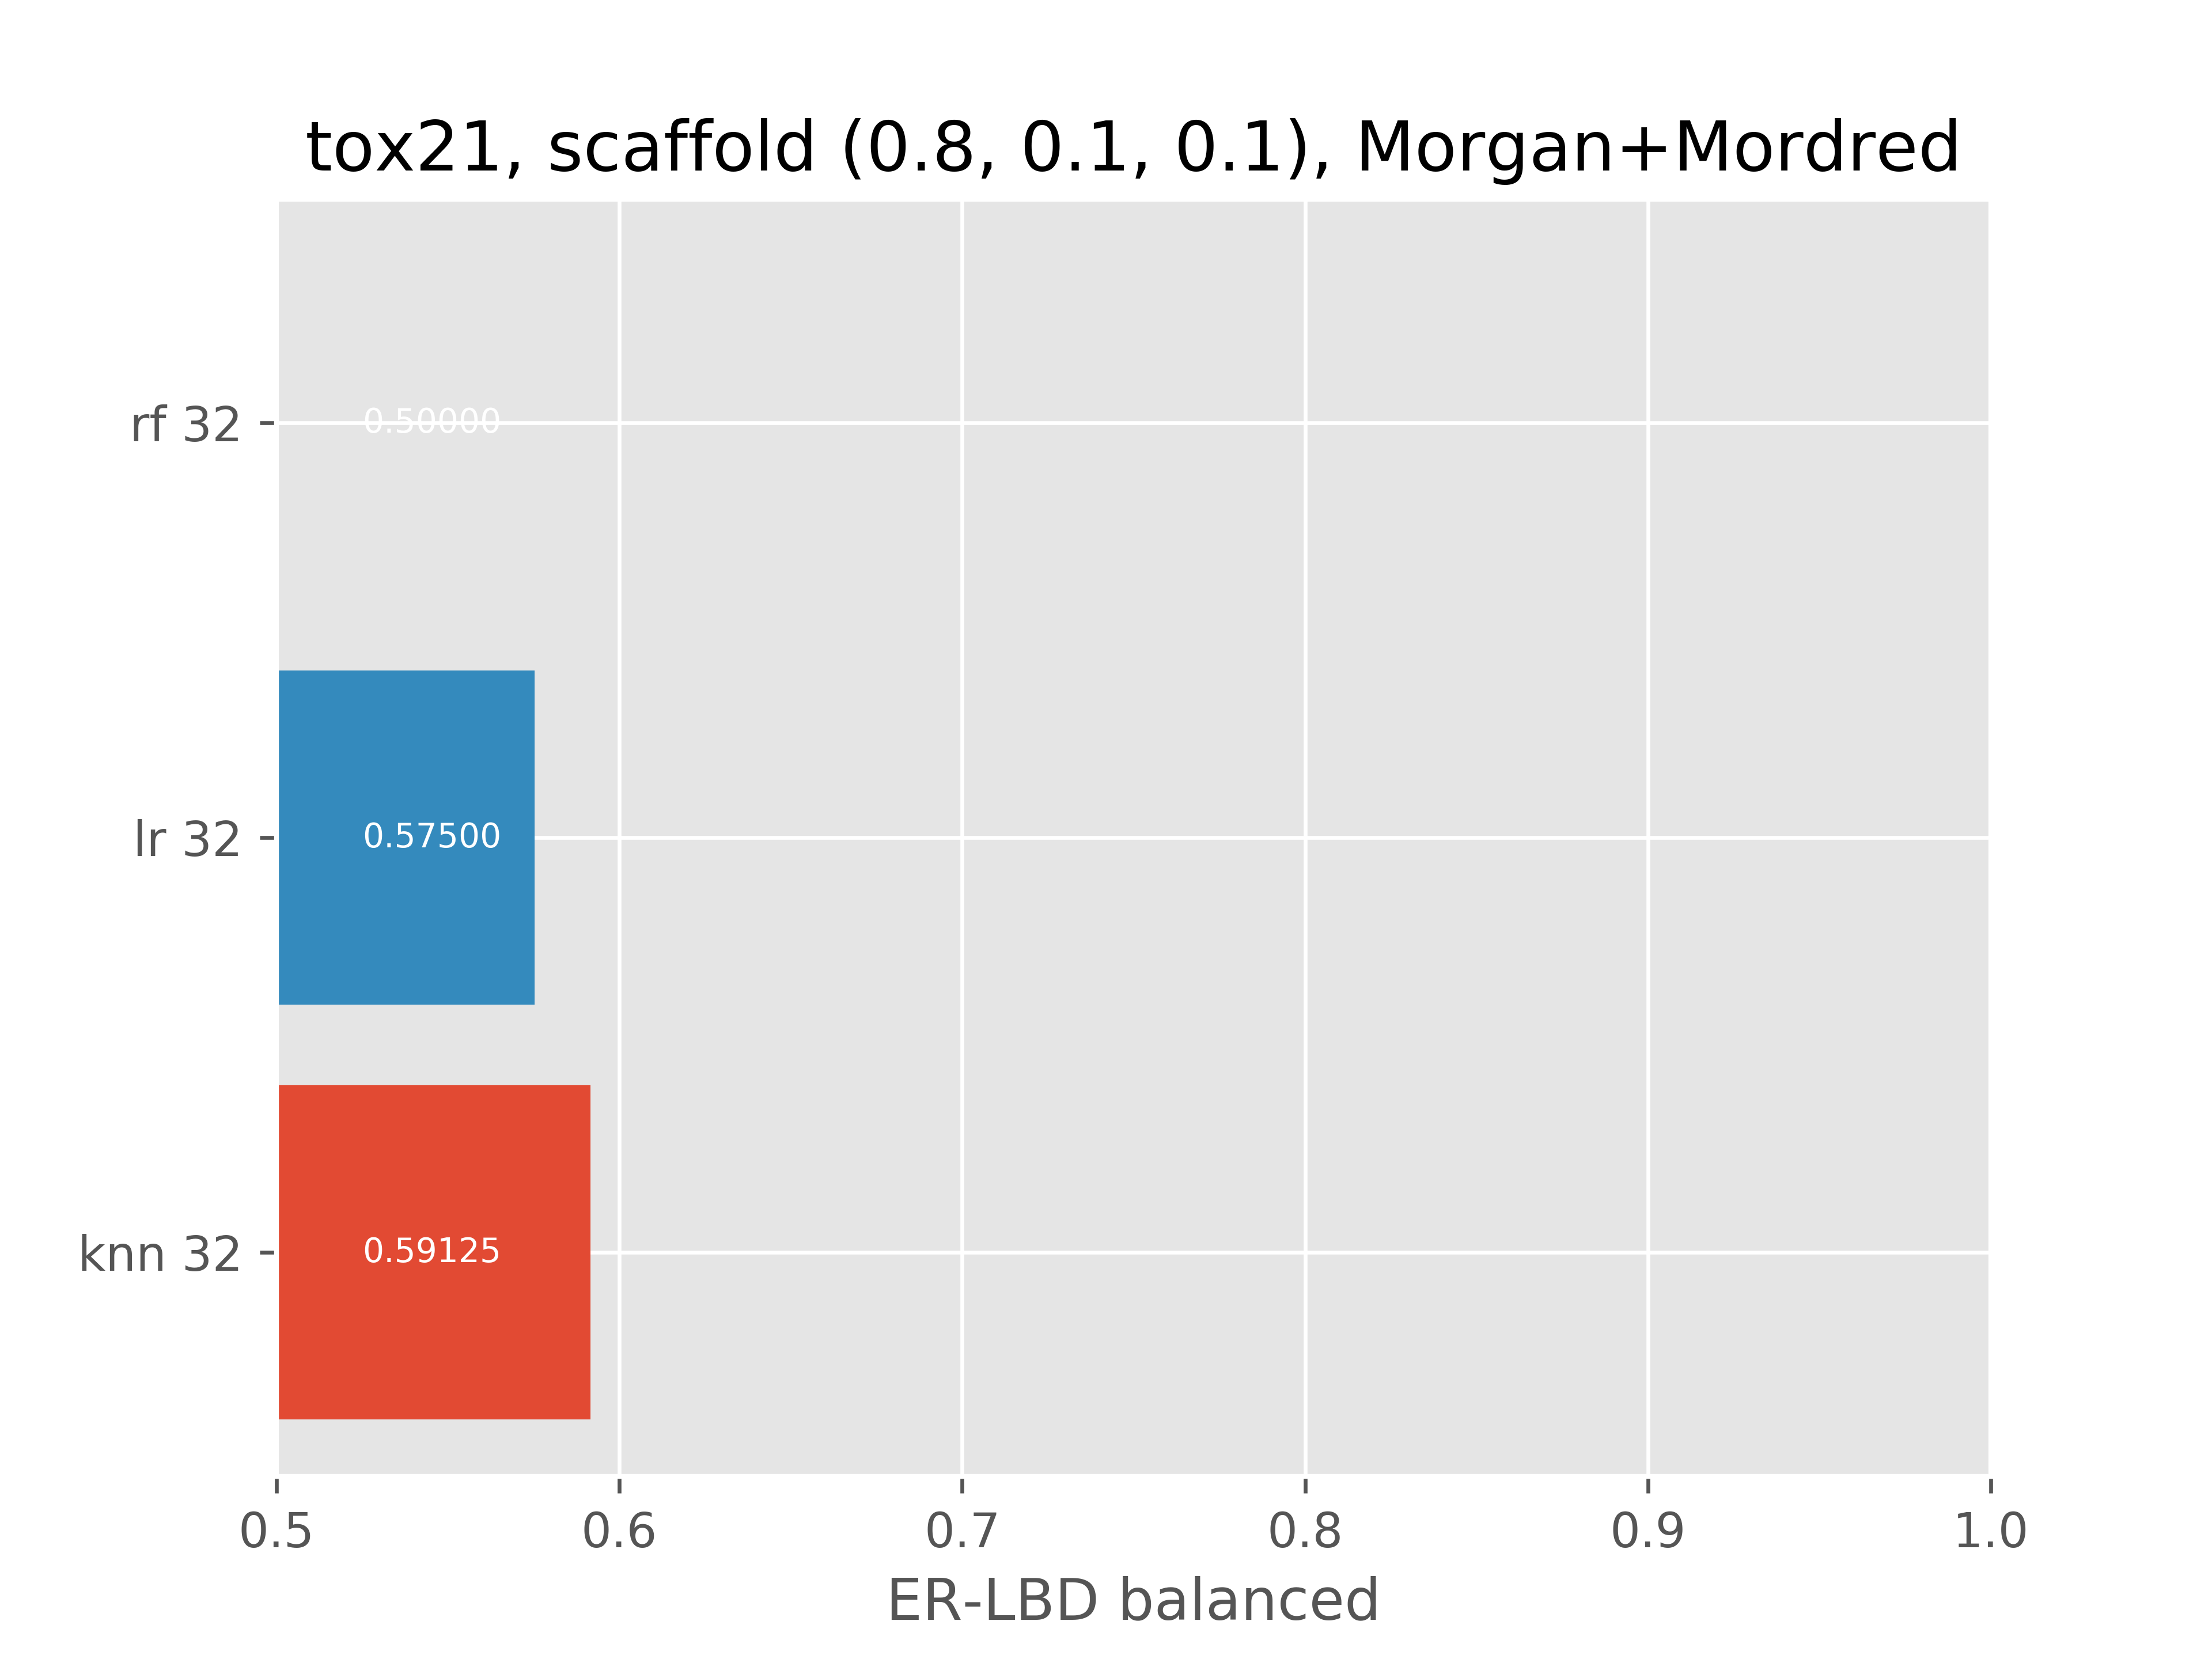 tox21, scaffold (0.8, 0.1, 0.1), Morgan+Mordred
rf 32
0.50000
lr 32
0.57500
knn 32
0.59125
0.5 0.6 0.7 0.8 0.9 1.0
ER-LBD balanced